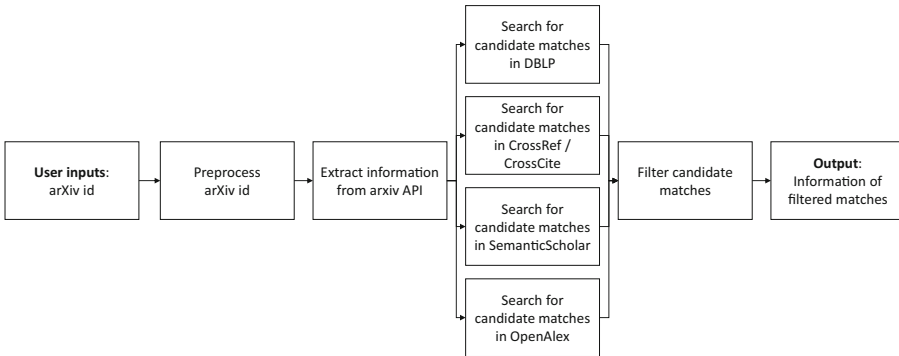 User inputs:
arXiv id
Preprocess
arXiv id
Extract information
from arxiv API
Search for
candidate matches
in DBLP
Search for
candidate matches
in CrossRef /
CrossCite
Search for
candidate matches
in SemanticScholar
Search for
candidate matches
in OpenAlex
Filter candidate
matches
Output:
Information of
filtered matches